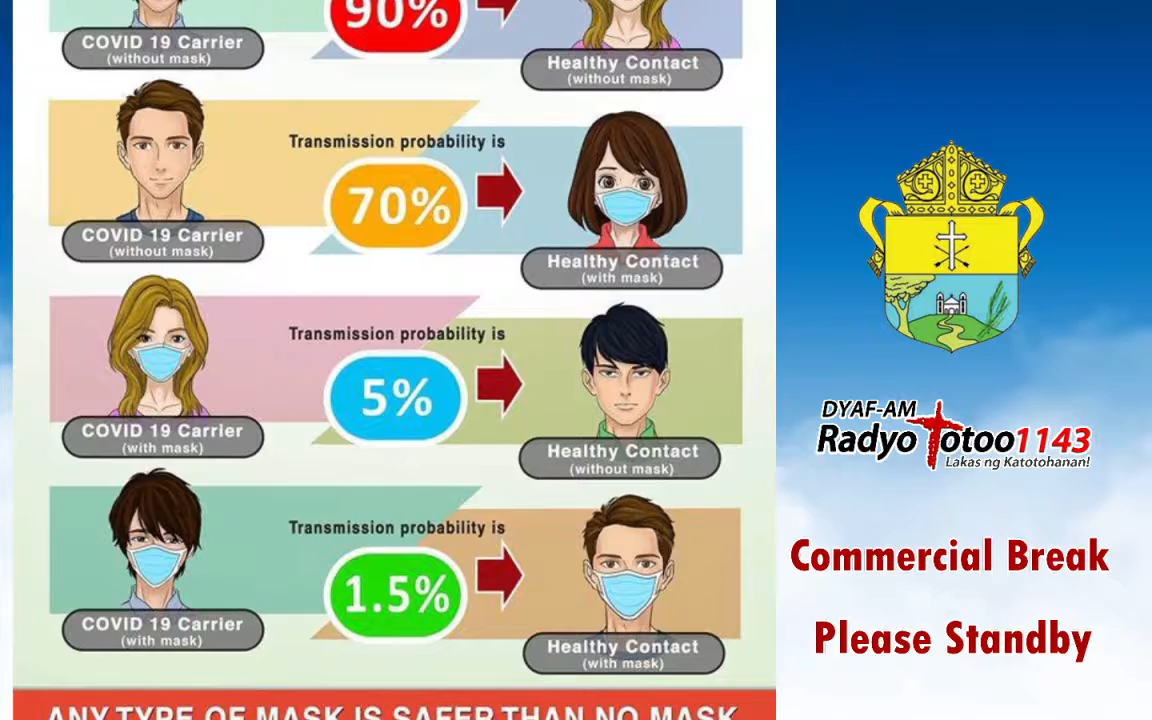 90%
COVID 19 Carrier
(without mask)
Healthy Contact
(without mask)
Transmission probability is
70%
COVID 19 Carrier
(without mask)
Healthy Contact
(with mask)
Transmission probability is
5%
COVID 19 Carrier
(with mask)
Healthy Contact
(without mask)
Transmission probability is
1.5%
COVID 19 Carrier
(with mask)
Healthy Contact
(with mask)
ANY TYPE OF MASK IS SAFER THAN NO MASK
DYAF-AM
Radyo Totoo 1143
Lakas ng Katotohanan!
Commercial Break
Please Standby